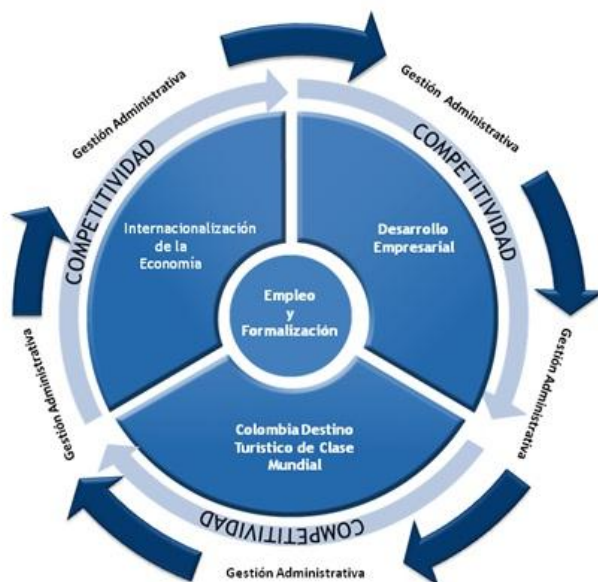 Gestión Administrativa
Gestión Administrativa
COMPETITIVIDAD
COMPETITIVIDAD
Internacionalización
de la
Economía
Desarrollo
Empresarial
Empleo
y
Formalización
Gestión Administrativa
Gestión Administrativa
Colombia Destino
Turístico de Clase
Mundial
COMPETITIVIDAD
Gestión Administrativa